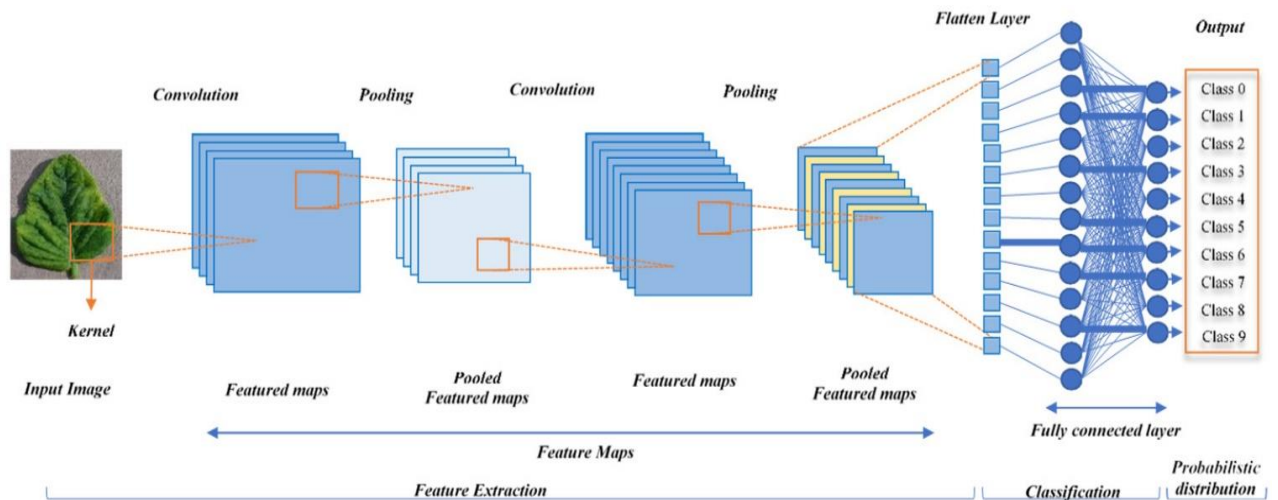 Flatten Layer
Output
Convolution
Pooling
Convolution
Pooling
Class 0
Class 1
Class 2
Class 3
Class 4
Class 5
Class 6
Class 7
Class 8
Class 9
Kernel
Input Image
Featured maps
Pooled
Featured maps
Featured maps
Pooled
Featured maps
Fully connected layer
Feature Maps
Feature Extraction
Classification
Probabilistic
distribution